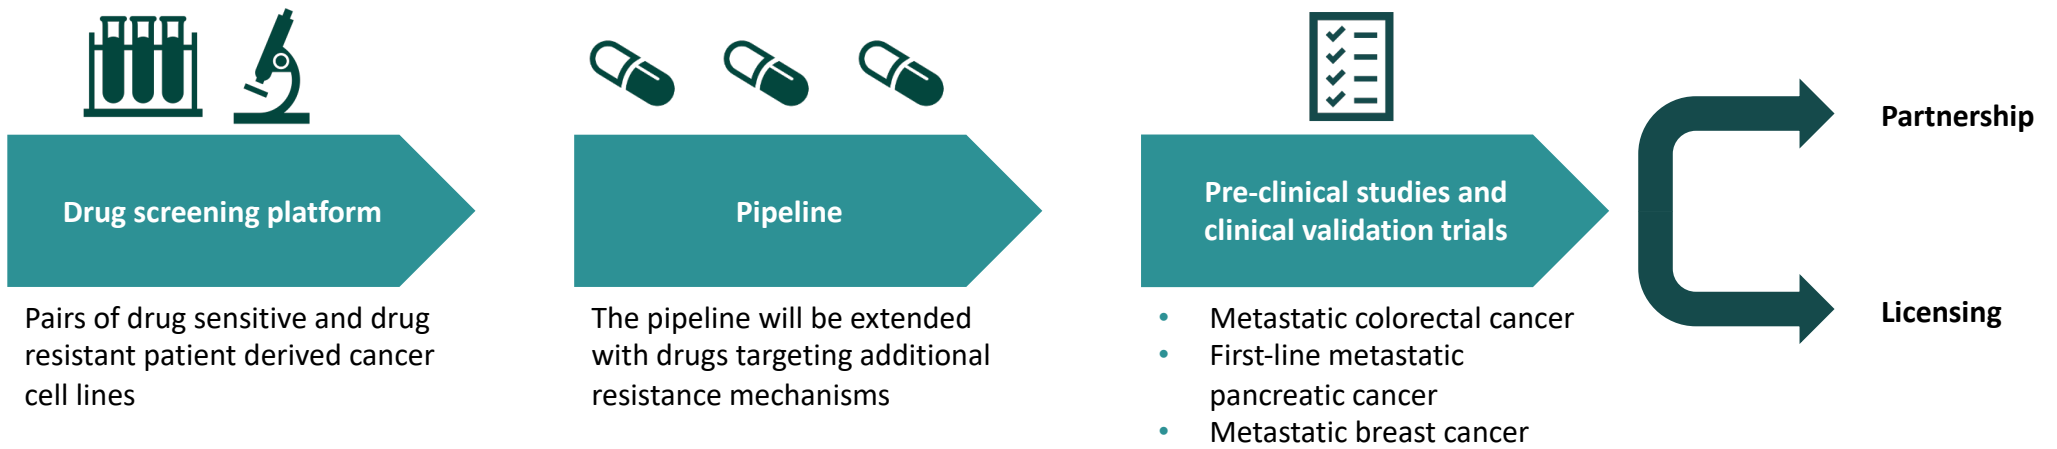 Drug screening platform
Pairs of drug sensitive and drug
resistant patient derived cancer
cell lines
Pipeline
The pipeline will be extended
with drugs targeting additional
resistance mechanisms
Pre-clinical studies and
clinical validation trials
• Metastatic colorectal cancer
• First-line metastatic
pancreatic cancer
• Metastatic breast cancer
Partnership
Licensing